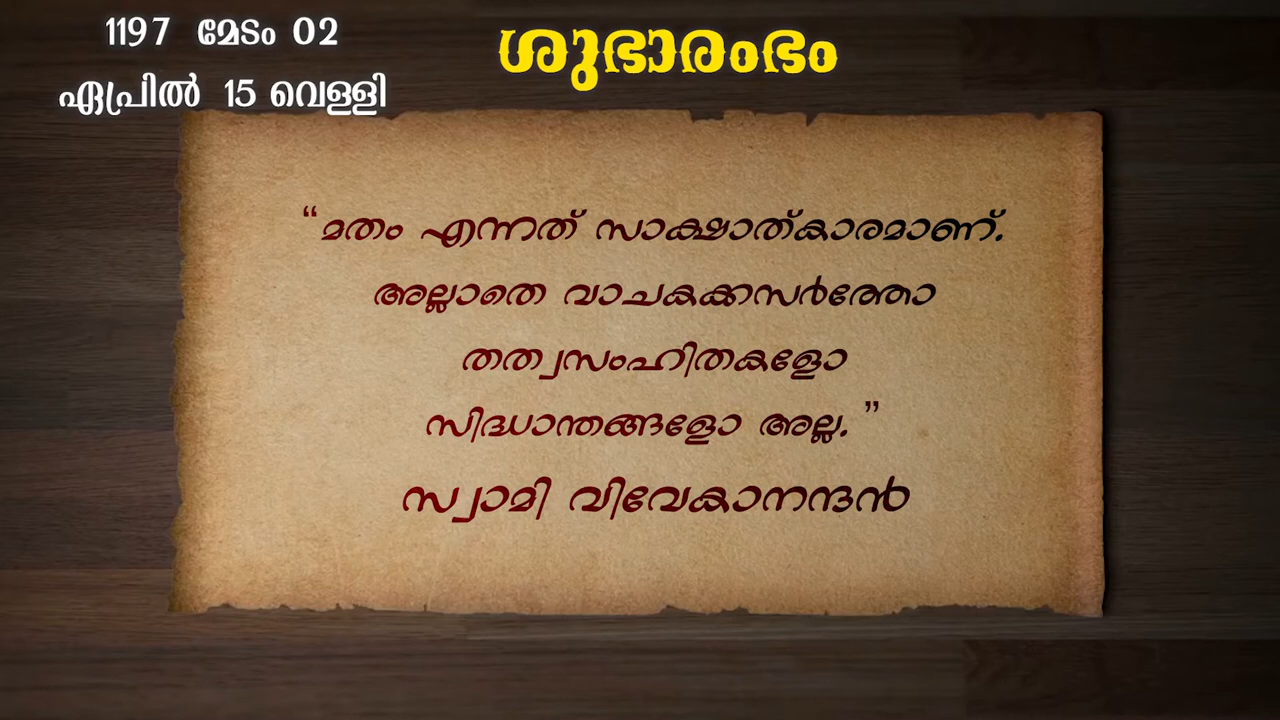 1197 മേടം 02
ഏപ്രിൽ 15 വെള്ളി
ശുഭാരംഭം
“മതം എന്നത് സാക്ഷാത്കാരമാണ്.
അല്ലാതെ വാചകക്കസർത്തോ
തത്വസംഹിതകളോ
സിദ്ധാന്തങ്ങളോ അല്ല.”
സ്വാമി വിവേകാനന്ദൻ